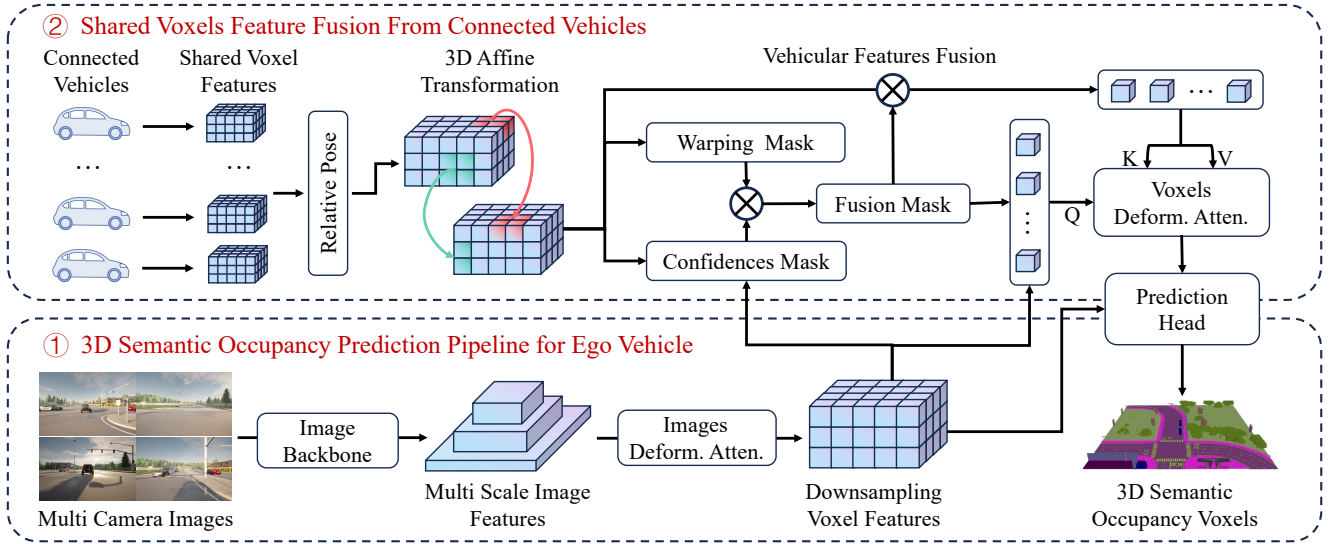 ② Shared Voxels Feature Fusion From Connected Vehicles
Connected
Vehicles
Shared Voxel
Features
3D Affine
Transformation
Vehicular Features Fusion
...
...
Relative Pose
Warping Mask
Confidences Mask
Fusion Mask
...
...
Q
K
V
Voxels
Deform. Atten.
Prediction
Head
① 3D Semantic Occupancy Prediction Pipeline for Ego Vehicle
Image
Backbone
Images
Deform. Atten.
Multi Camera Images
Multi Scale Image
Features
Downsampling
Voxel Features
3D Semantic
Occupancy Voxels